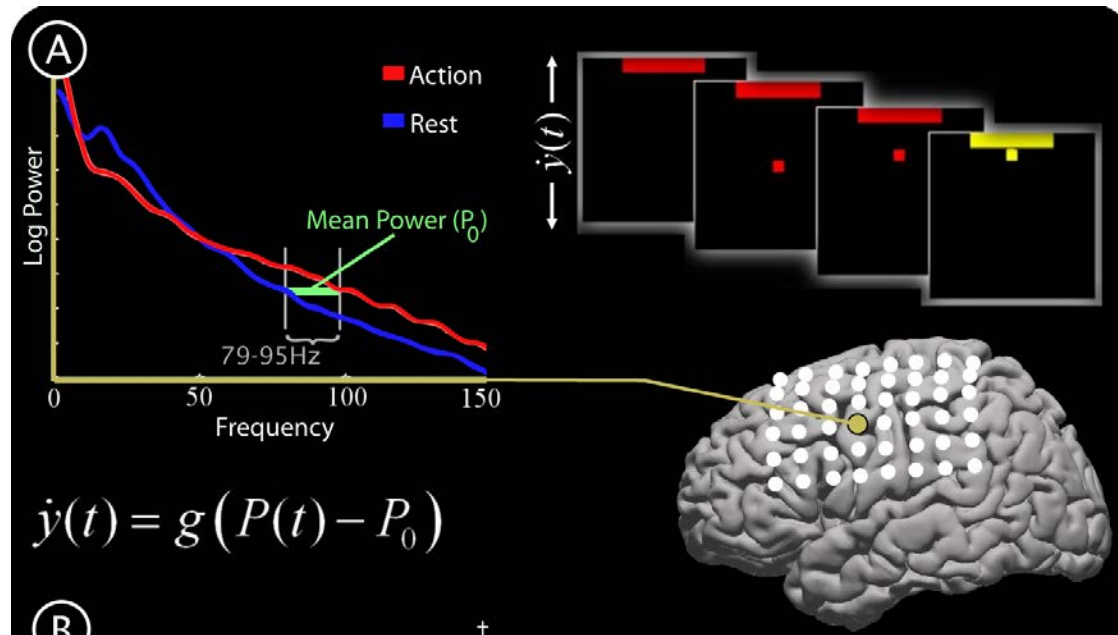 A
Action
Rest
Log Power
Mean Power (P₀)
79-95Hz
0 50 100 150
Frequency
ẏ(t)
ẏ(t) = g(P(t) − P₀)
B